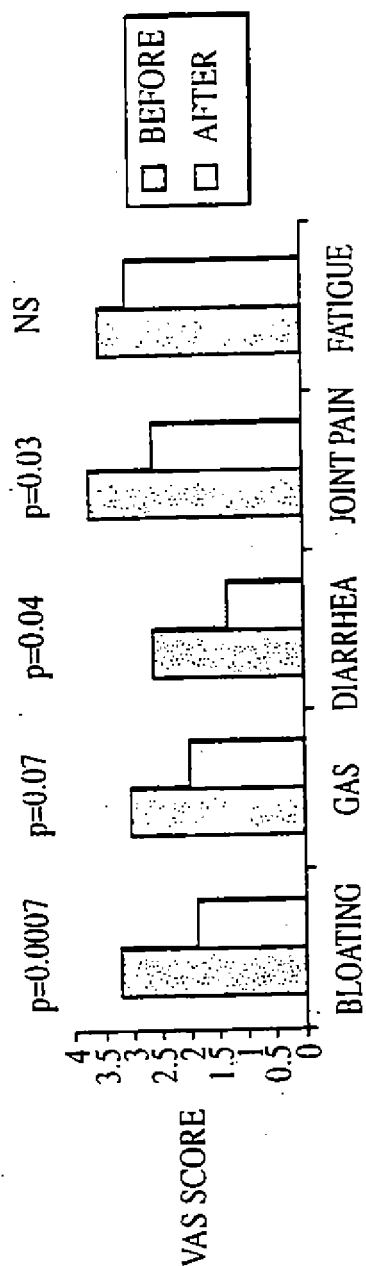 p=0.0007 p=0.07 p=0.04 p=0.03 NS
VAS SCORE
4
3.5
3
2.5
2
1.5
1
0.5
0
BLOATING GAS DIARRHEA JOINT PAIN FATIGUE
BEFORE
AFTER